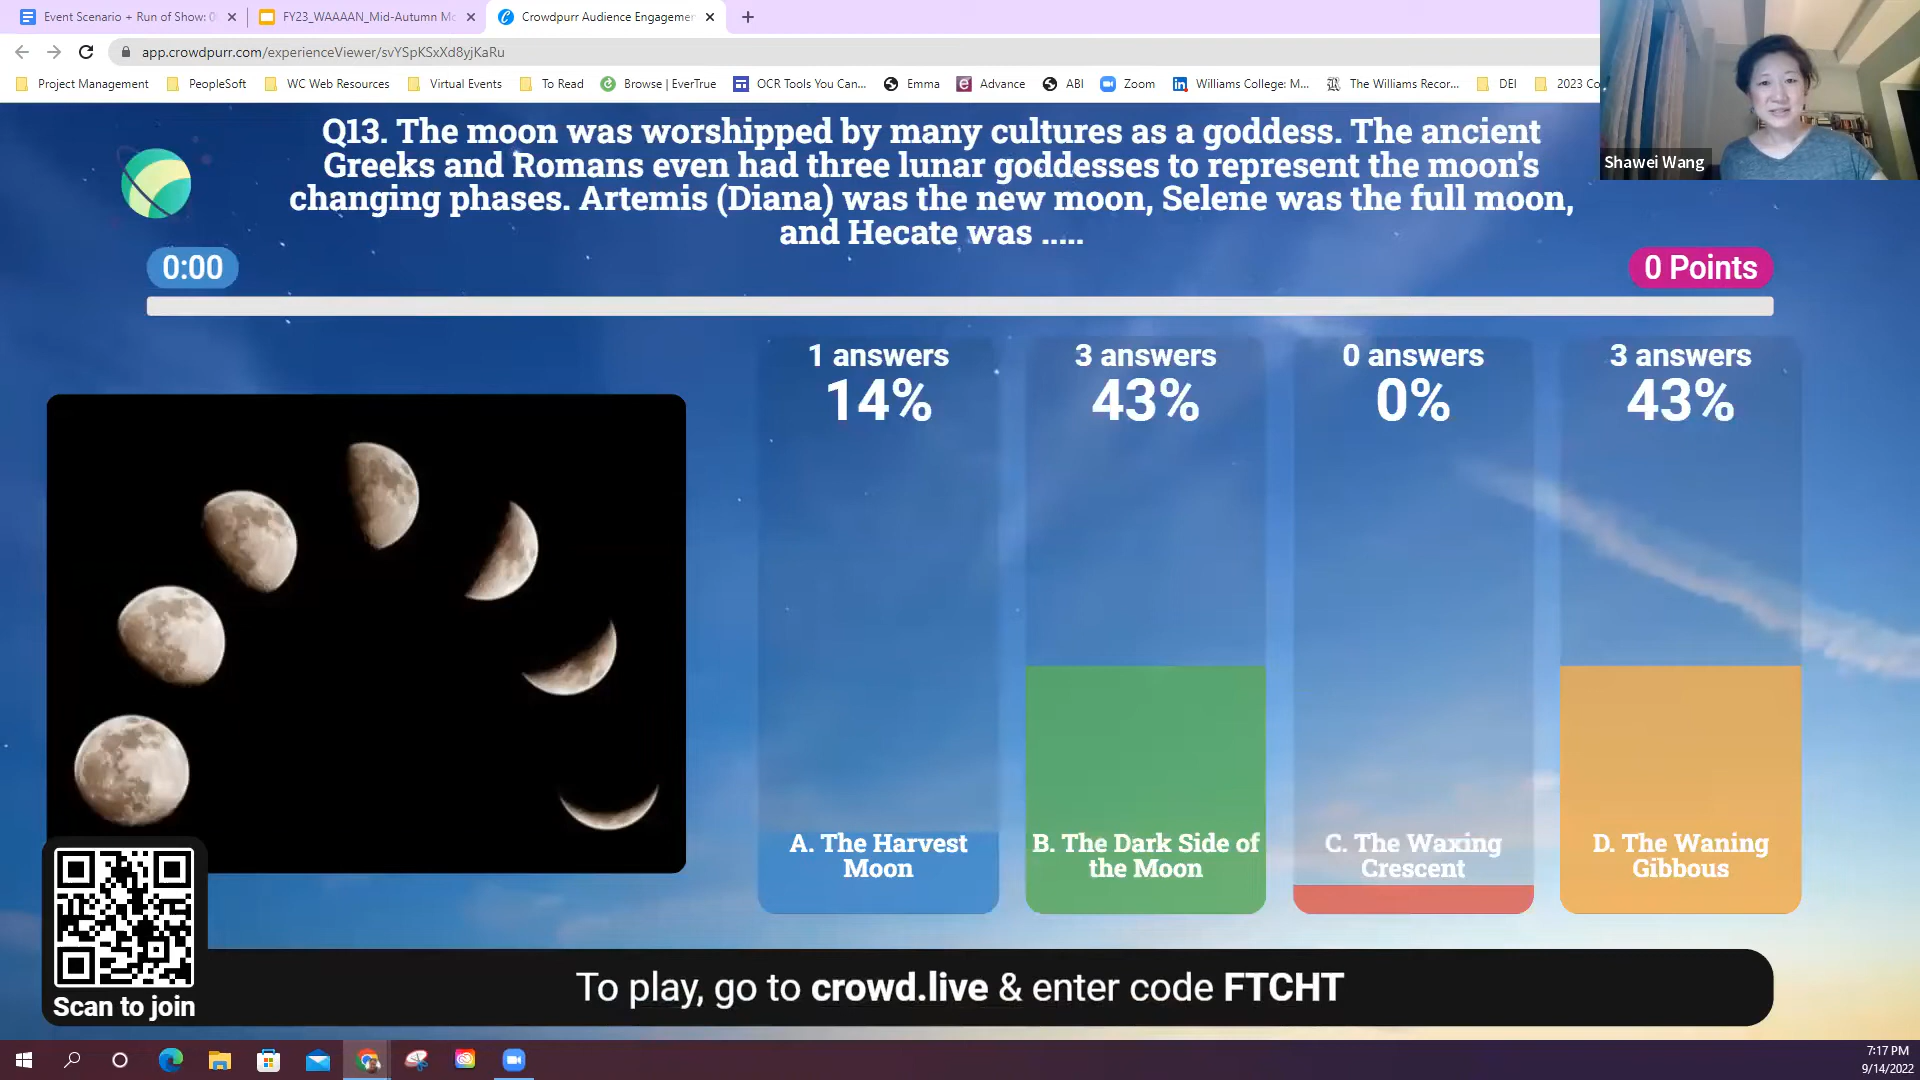 Event Scenario + Run of Show: 0
FY23_WAAAAN_Mid-Autumn Mo
Crowdpurr Audience Engagemen
app.crowdpurr.com/experienceViewer/svYSpKSxXd8yjKaRu
Project Management
PeopleSoft
WC Web Resources
Virtual Events
To Read
Browse | EverTrue
OCR Tools You Can...
Emma
Advance
ABI
Zoom
Williams College: M...
The Williams Recor...
DEI
2023 Co
Shawei Wang
Q13. The moon was worshipped by many cultures as a goddess. The ancient
Greeks and Romans even had three lunar goddesses to represent the moon's
changing phases. Artemis (Diana) was the new moon, Selene was the full moon,
and Hecate was .....
0:00
0 Points
1 answers
14%
3 answers
43%
0 answers
0%
3 answers
43%
A. The Harvest
Moon
B. The Dark Side of
the Moon
C. The Waxing
Crescent
D. The Waning
Gibbous
Scan to join
To play, go to crowd.live & enter code FTCHT
7:17 PM
9/14/2022